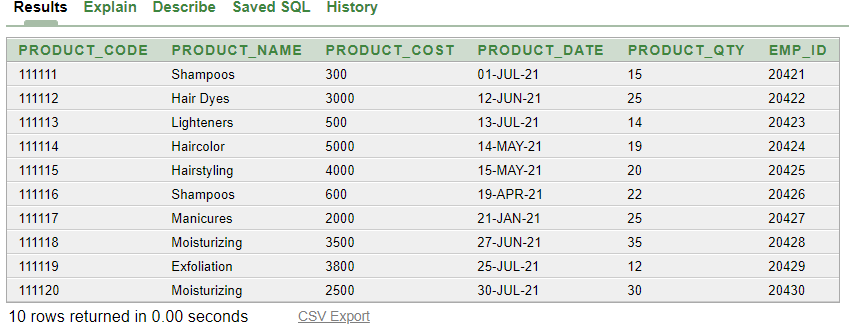 Results Explain Describe Saved SQL History
PRODUCT_CODE PRODUCT_NAME PRODUCT_COST PRODUCT_DATE PRODUCT_QTY EMP_ID
111111 Shampoos 300 01-JUL-21 15 20421
111112 Hair Dyes 3000 12-JUN-21 25 20422
111113 Lighteners 500 13-JUL-21 14 20423
111114 Haircolor 5000 14-MAY-21 19 20424
111115 Hairstyling 4000 15-MAY-21 20 20425
111116 Shampoos 600 19-APR-21 22 20426
111117 Manicures 2000 21-JAN-21 25 20427
111118 Moisturizing 3500 27-JUN-21 35 20428
111119 Exfoliation 3800 25-JUL-21 12 20429
111120 Moisturizing 2500 30-JUL-21 30 20430
10 rows returned in 0.00 seconds CSV Export